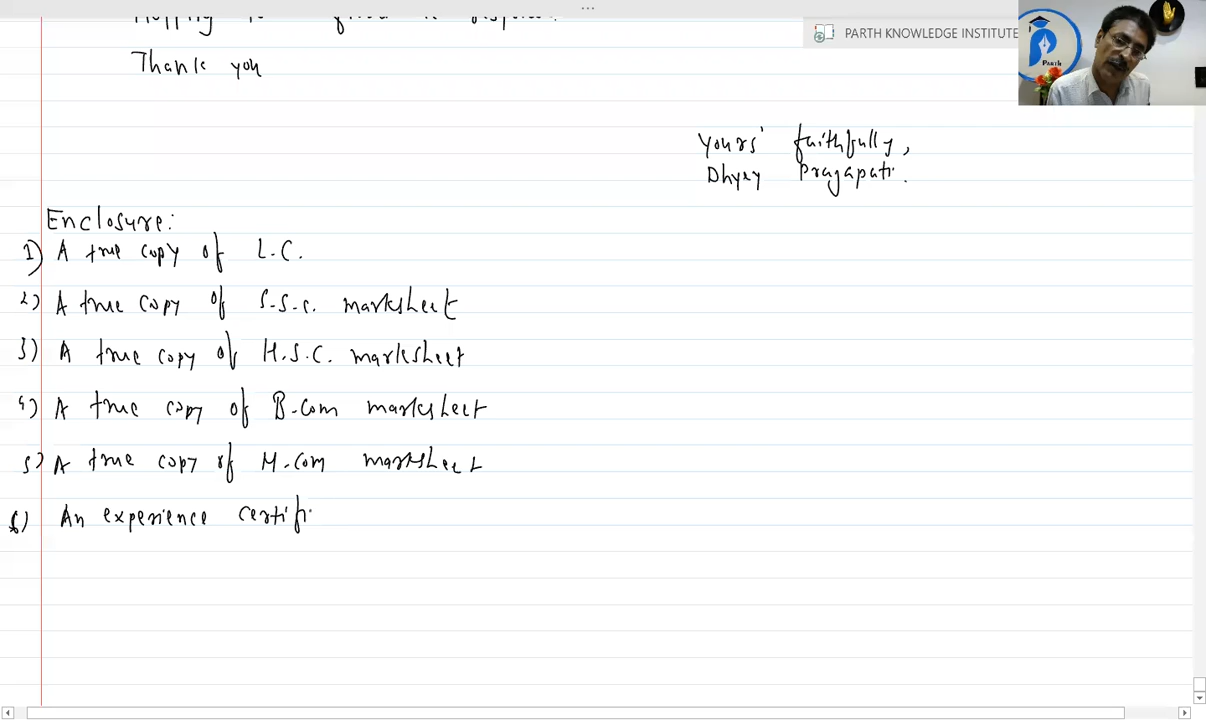 PARTH KNOWLEDGE INSTITUTE
Parth
Thank you
Yours' faithfully,
Dhyey Pragapati.
Enclosure:
1) A true copy of L.C.
2) A true copy of S.S.C. marksheet
3) A true copy of H.S.C. marksheet
4) A true copy of B.Com marksheet
5) A true copy of M.Com marksheet
6) An experience certifi